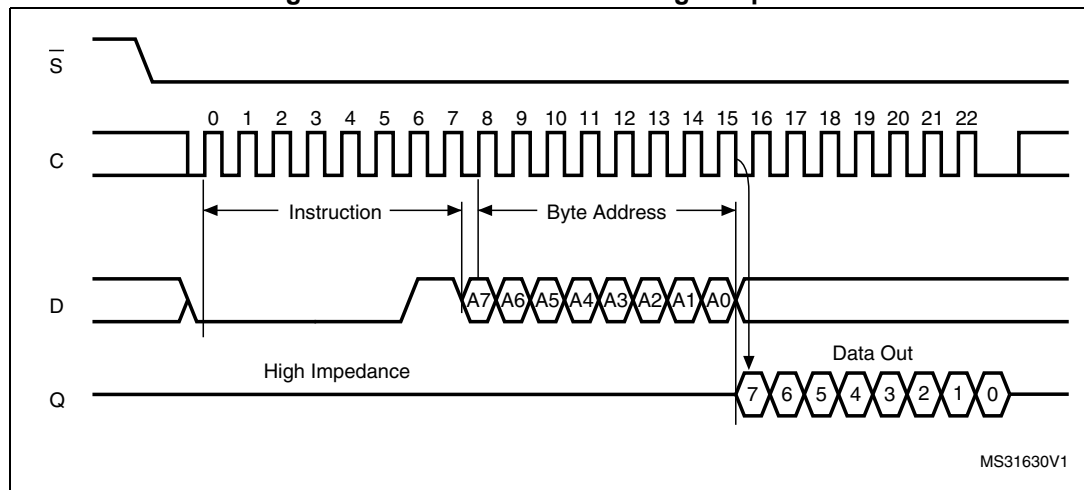 S
0 1 2 3 4 5 6 7 8 9 10 11 12 13 14 15 16 17 18 19 20 21 22
C
Instruction Byte Address
D A7 A6 A5 A4 A3 A2 A1 A0
High Impedance Data Out
Q 7 6 5 4 3 2 1 0
MS31630V1